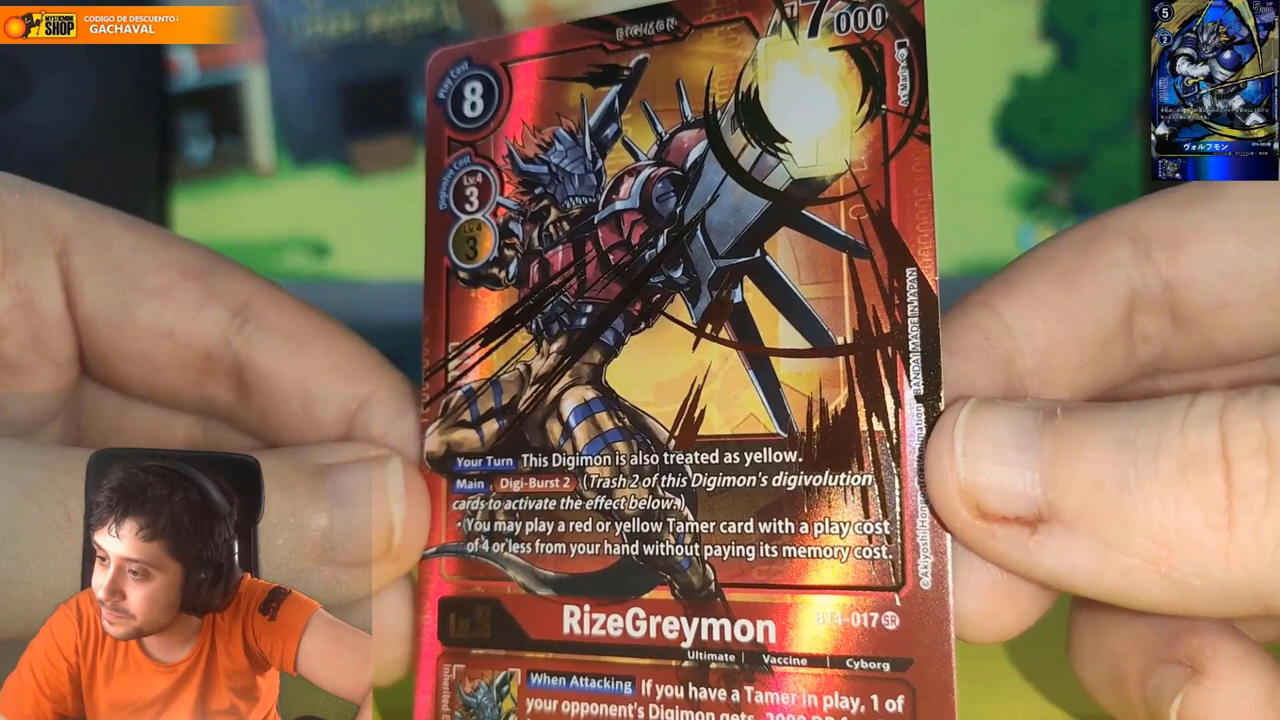 MYSTICMINE
SHOP
CODIGO DE DESCUENTO:
GACHAVAL
DIGIMON
7000
Play Cost
8
Digivolve Cost
Lv.4
3
Lv.4
3
BANDAI MADE IN JAPAN
Your Turn This Digimon is also treated as yellow.
Main Digi-Burst 2 (Trash 2 of this Digimon's digivolution
cards to activate the effect below.)
・(You may play a red or yellow Tamer card with a play cost
of 4 or less from your hand without paying its memory cost.
Lv.5
RizeGreymon
BT4-017 SR
Ultimate | Vaccine | Cyborg
When Attacking If you have a Tamer in play, 1 of
your opponent's Digimon gets
5
2
ヴォルフモン